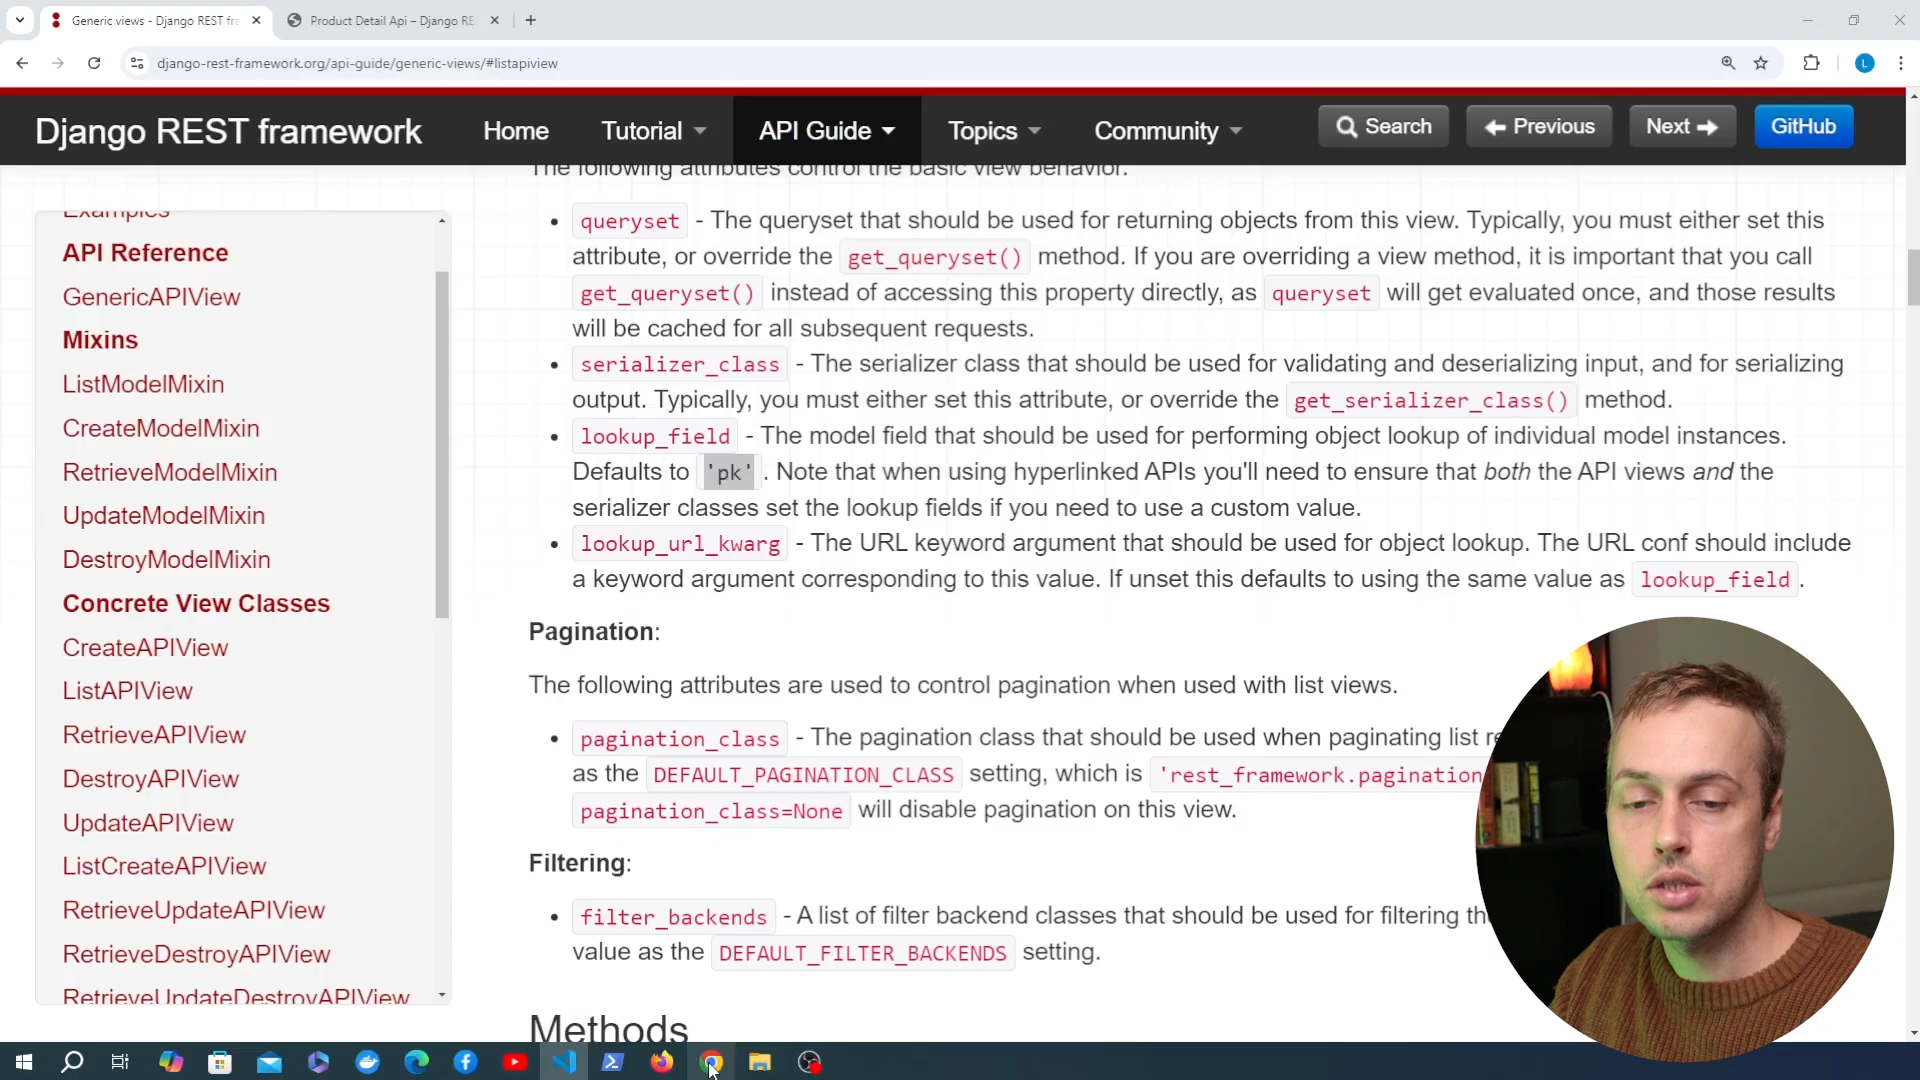 Generic views - Django REST fra
Product Detail Api – Django RE
django-rest-framework.org/api-guide/generic-views/#listapiview
L
Django REST framework
Home
Tutorial
API Guide
Topics
Community
Search
Previous
Next
GitHub
Examples
API Reference
GenericAPIView
Mixins
ListModelMixin
CreateModelMixin
RetrieveModelMixin
UpdateModelMixin
DestroyModelMixin
Concrete View Classes
CreateAPIView
ListAPIView
RetrieveAPIView
DestroyAPIView
UpdateAPIView
ListCreateAPIView
RetrieveUpdateAPIView
RetrieveDestroyAPIView
RetrieveUpdateDestroyAPIView
The following attributes control the basic view behavior.
queryset - The queryset that should be used for returning objects from this view. Typically, you must either set this
attribute, or override the get_queryset() method. If you are overriding a view method, it is important that you call
get_queryset() instead of accessing this property directly, as queryset will get evaluated once, and those results
will be cached for all subsequent requests.
serializer_class - The serializer class that should be used for validating and deserializing input, and for serializing
output. Typically, you must either set this attribute, or override the get_serializer_class() method.
lookup_field - The model field that should be used for performing object lookup of individual model instances.
Defaults to 'pk'. Note that when using hyperlinked APIs you'll need to ensure that both the API views and the
serializer classes set the lookup fields if you need to use a custom value.
lookup_url_kwarg - The URL keyword argument that should be used for object lookup. The URL conf should include
a keyword argument corresponding to this value. If unset this defaults to using the same value as lookup_field.
Pagination:
The following attributes are used to control pagination when used with list views.
pagination_class - The pagination class that should be used when paginating list re
as the DEFAULT_PAGINATION_CLASS setting, which is 'rest_framework.pagination
pagination_class=None will disable pagination on this view.
Filtering:
filter_backends - A list of filter backend classes that should be used for filtering th
value as the DEFAULT_FILTER_BACKENDS setting.
Methods